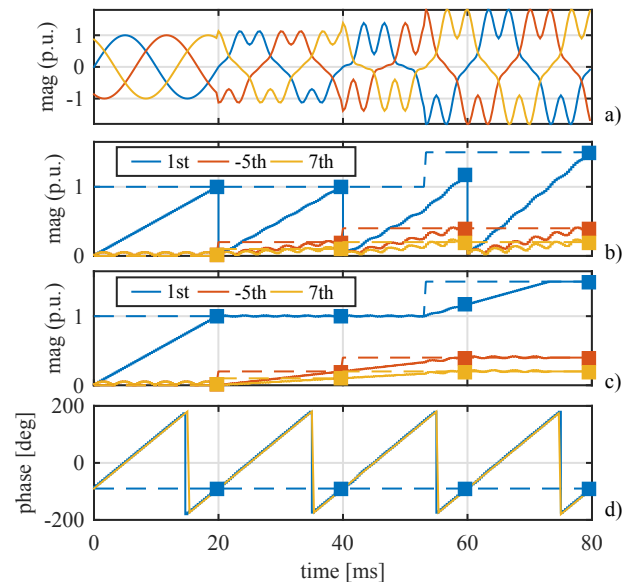 mag (p.u.)
1
0
-1
a)
mag (p.u.)
1
0
1st -5th 7th
b)
mag (p.u.)
1
0
1st -5th 7th
c)
phase [deg]
200
0
-200
d)
0 20 40 60 80
time [ms]